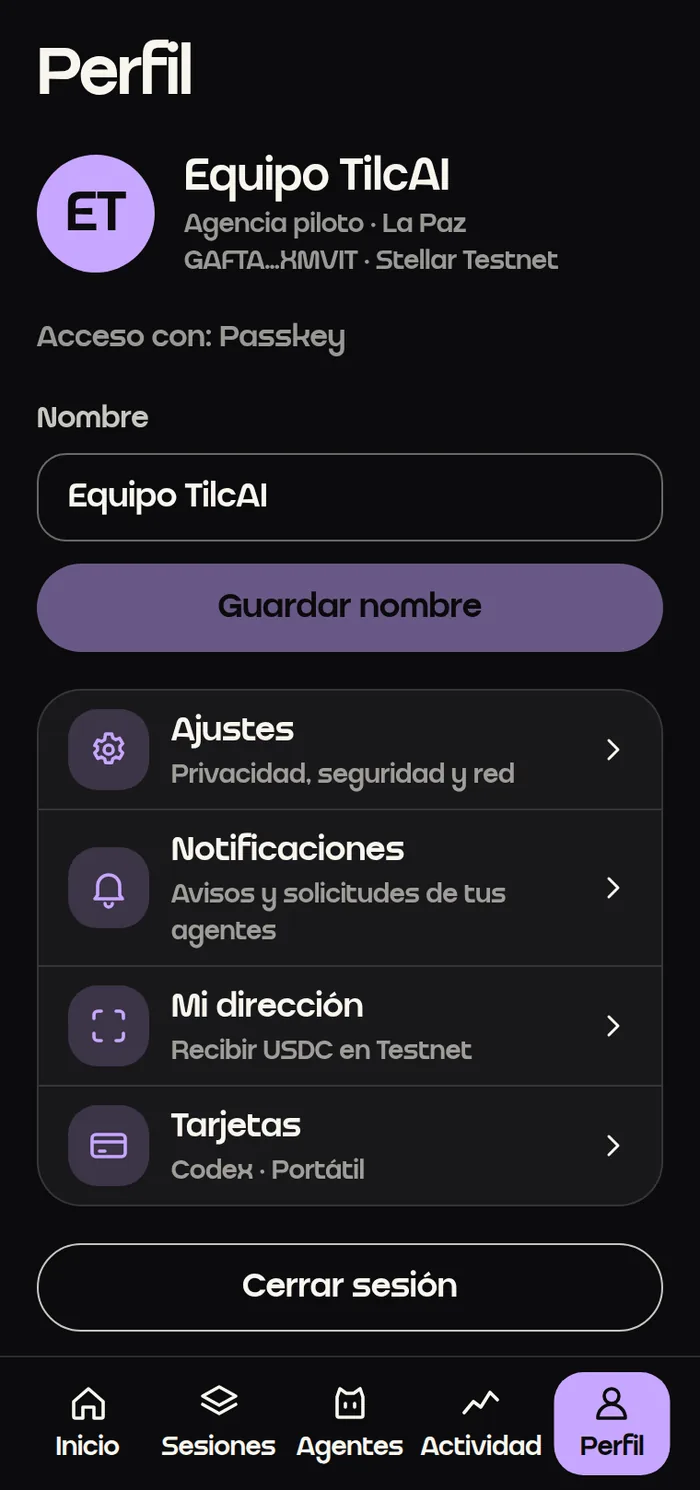 Perfil
ET
Equipo TilcAI
Agencia piloto · La Paz
GAFTA...XMVIT · Stellar Testnet
Acceso con: Passkey
Nombre
Equipo TilcAI
Guardar nombre
Ajustes
Privacidad, seguridad y red
Notificaciones
Avisos y solicitudes de tus
agentes
Mi dirección
Recibir USDC en Testnet
Tarjetas
Codex · Portátil
Cerrar sesión
Inicio Sesiones Agentes Actividad Perfil